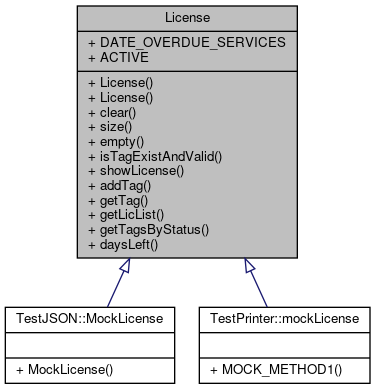 License
+ DATE_OVERDUE_SERVICES
+ ACTIVE
+ License()
+ License()
+ clear()
+ size()
+ empty()
+ isTagExistAndValid()
+ showLicense()
+ addTag()
+ getTag()
+ getLicList()
+ getTagsByStatus()
+ daysLeft()
TestJSON::MockLicense
+ MockLicense()
TestPrinter::mockLicense
+ MOCK_METHOD1()